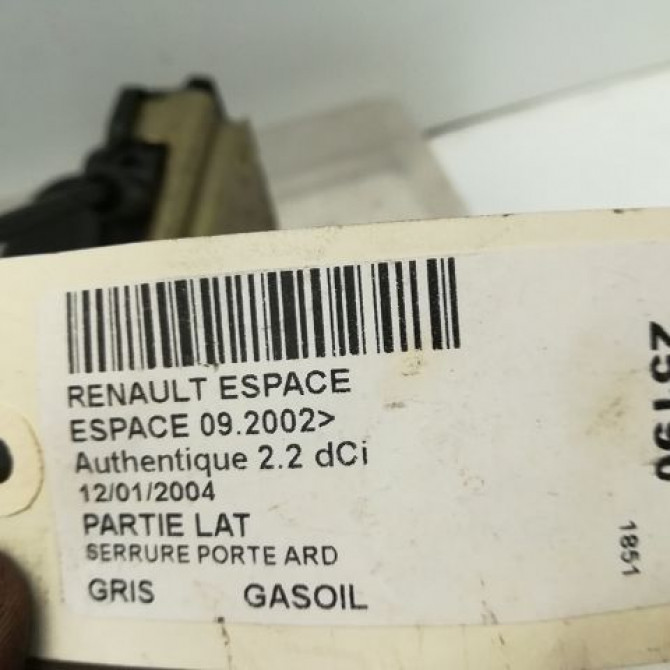 RENAULT ESPACE
ESPACE 09.2002>
Authentique 2.2 dCi
12/01/2004
PARTIE LAT
SERRURE PORTE ARD
GRIS GASOIL
25190
1851